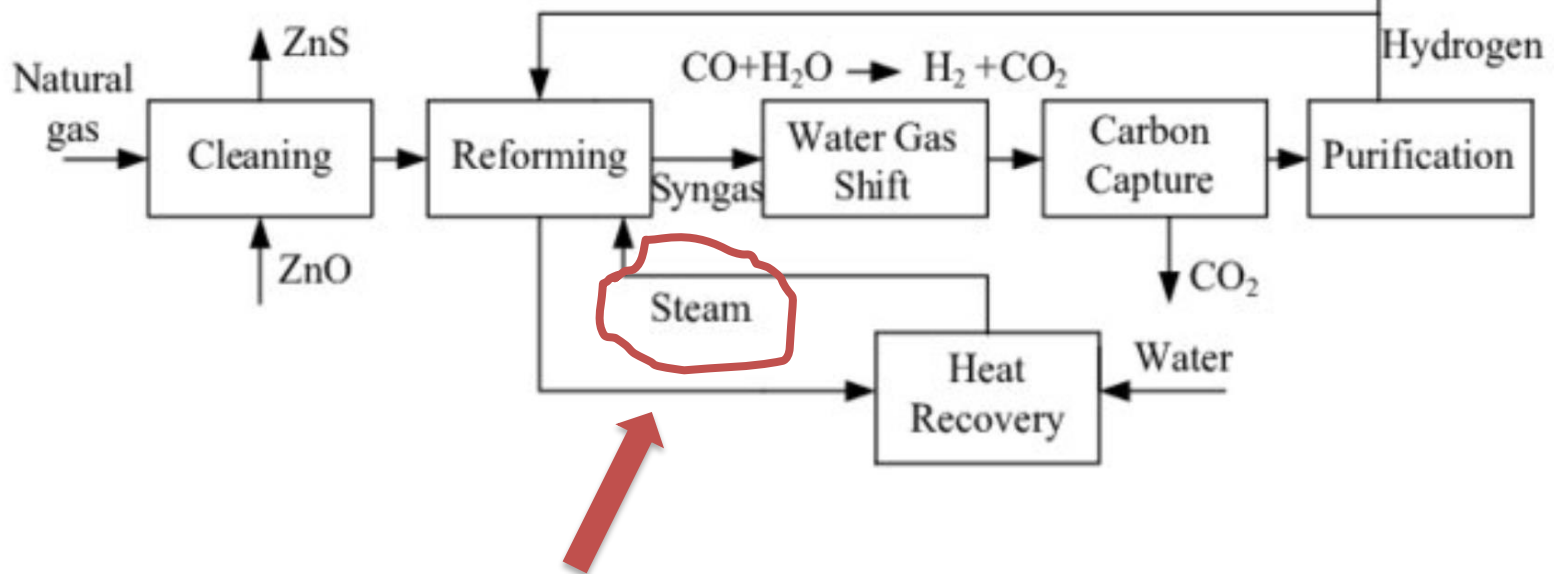 ZnS
Hydrogen
CO+H₂O → H₂ +CO₂
Natural
gas
Cleaning
Reforming
Syngas
Water Gas
Shift
Carbon
Capture
Purification
ZnO
Steam
CO₂
Heat
Recovery
Water